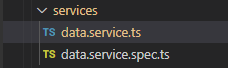 services
TS data.service.ts
TS data.service.spec.ts